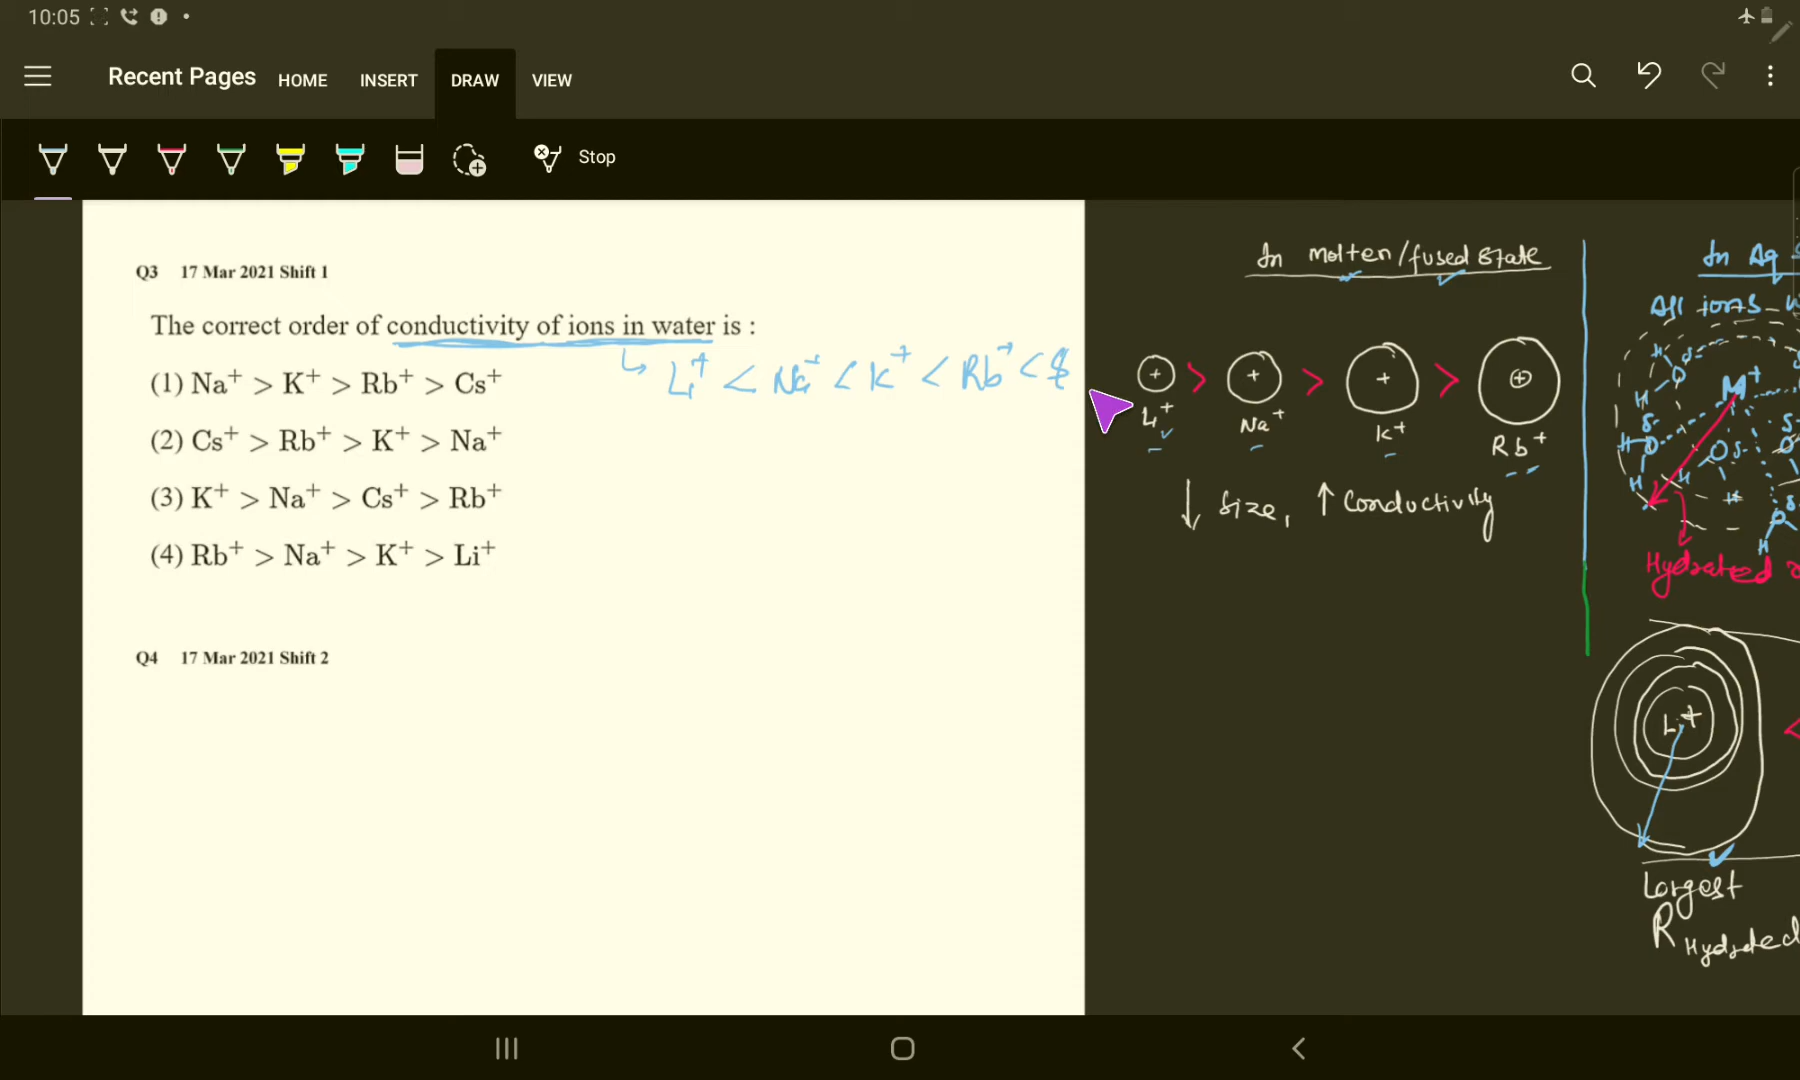 10:05
Recent Pages HOME INSERT DRAW VIEW
Stop
Q3 17 Mar 2021 Shift 1
The correct order of conductivity of ions in water is :
Li⁺ < Na⁺ < K⁺ < Rb⁺ <
(1) Na⁺ > K⁺ > Rb⁺ > Cs⁺
(2) Cs⁺ > Rb⁺ > K⁺ > Na⁺
(3) K⁺ > Na⁺ > Cs⁺ > Rb⁺
(4) Rb⁺ > Na⁺ > K⁺ > Li⁺
Q4 17 Mar 2021 Shift 2
In molten/fused state
+ > + > + > +
Li⁺ Na⁺ K⁺ Rb⁺
↓ Size, ↑ Conductivity
In Aq
All ions
M⁺
Hydrated
Li⁺ <
Largest
R Hydrated